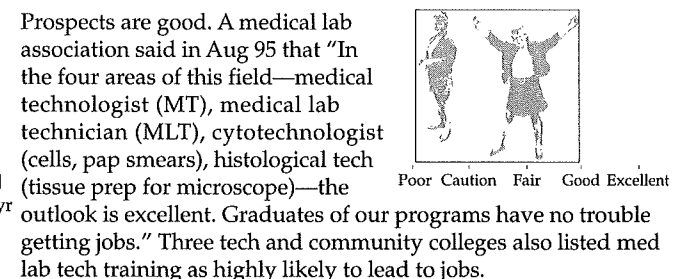 Prospects are good. A medical lab
association said in Aug 95 that "In
the four areas of this field—medical
technologist (MT), medical lab
technician (MLT), cytotechnologist
(cells, pap smears), histological tech
(tissue prep for microscope)—the
Poor Caution Fair Good Excellent
yr
outlook is excellent. Graduates of our programs have no trouble
getting jobs." Three tech and community colleges also listed med
lab tech training as highly likely to lead to jobs.